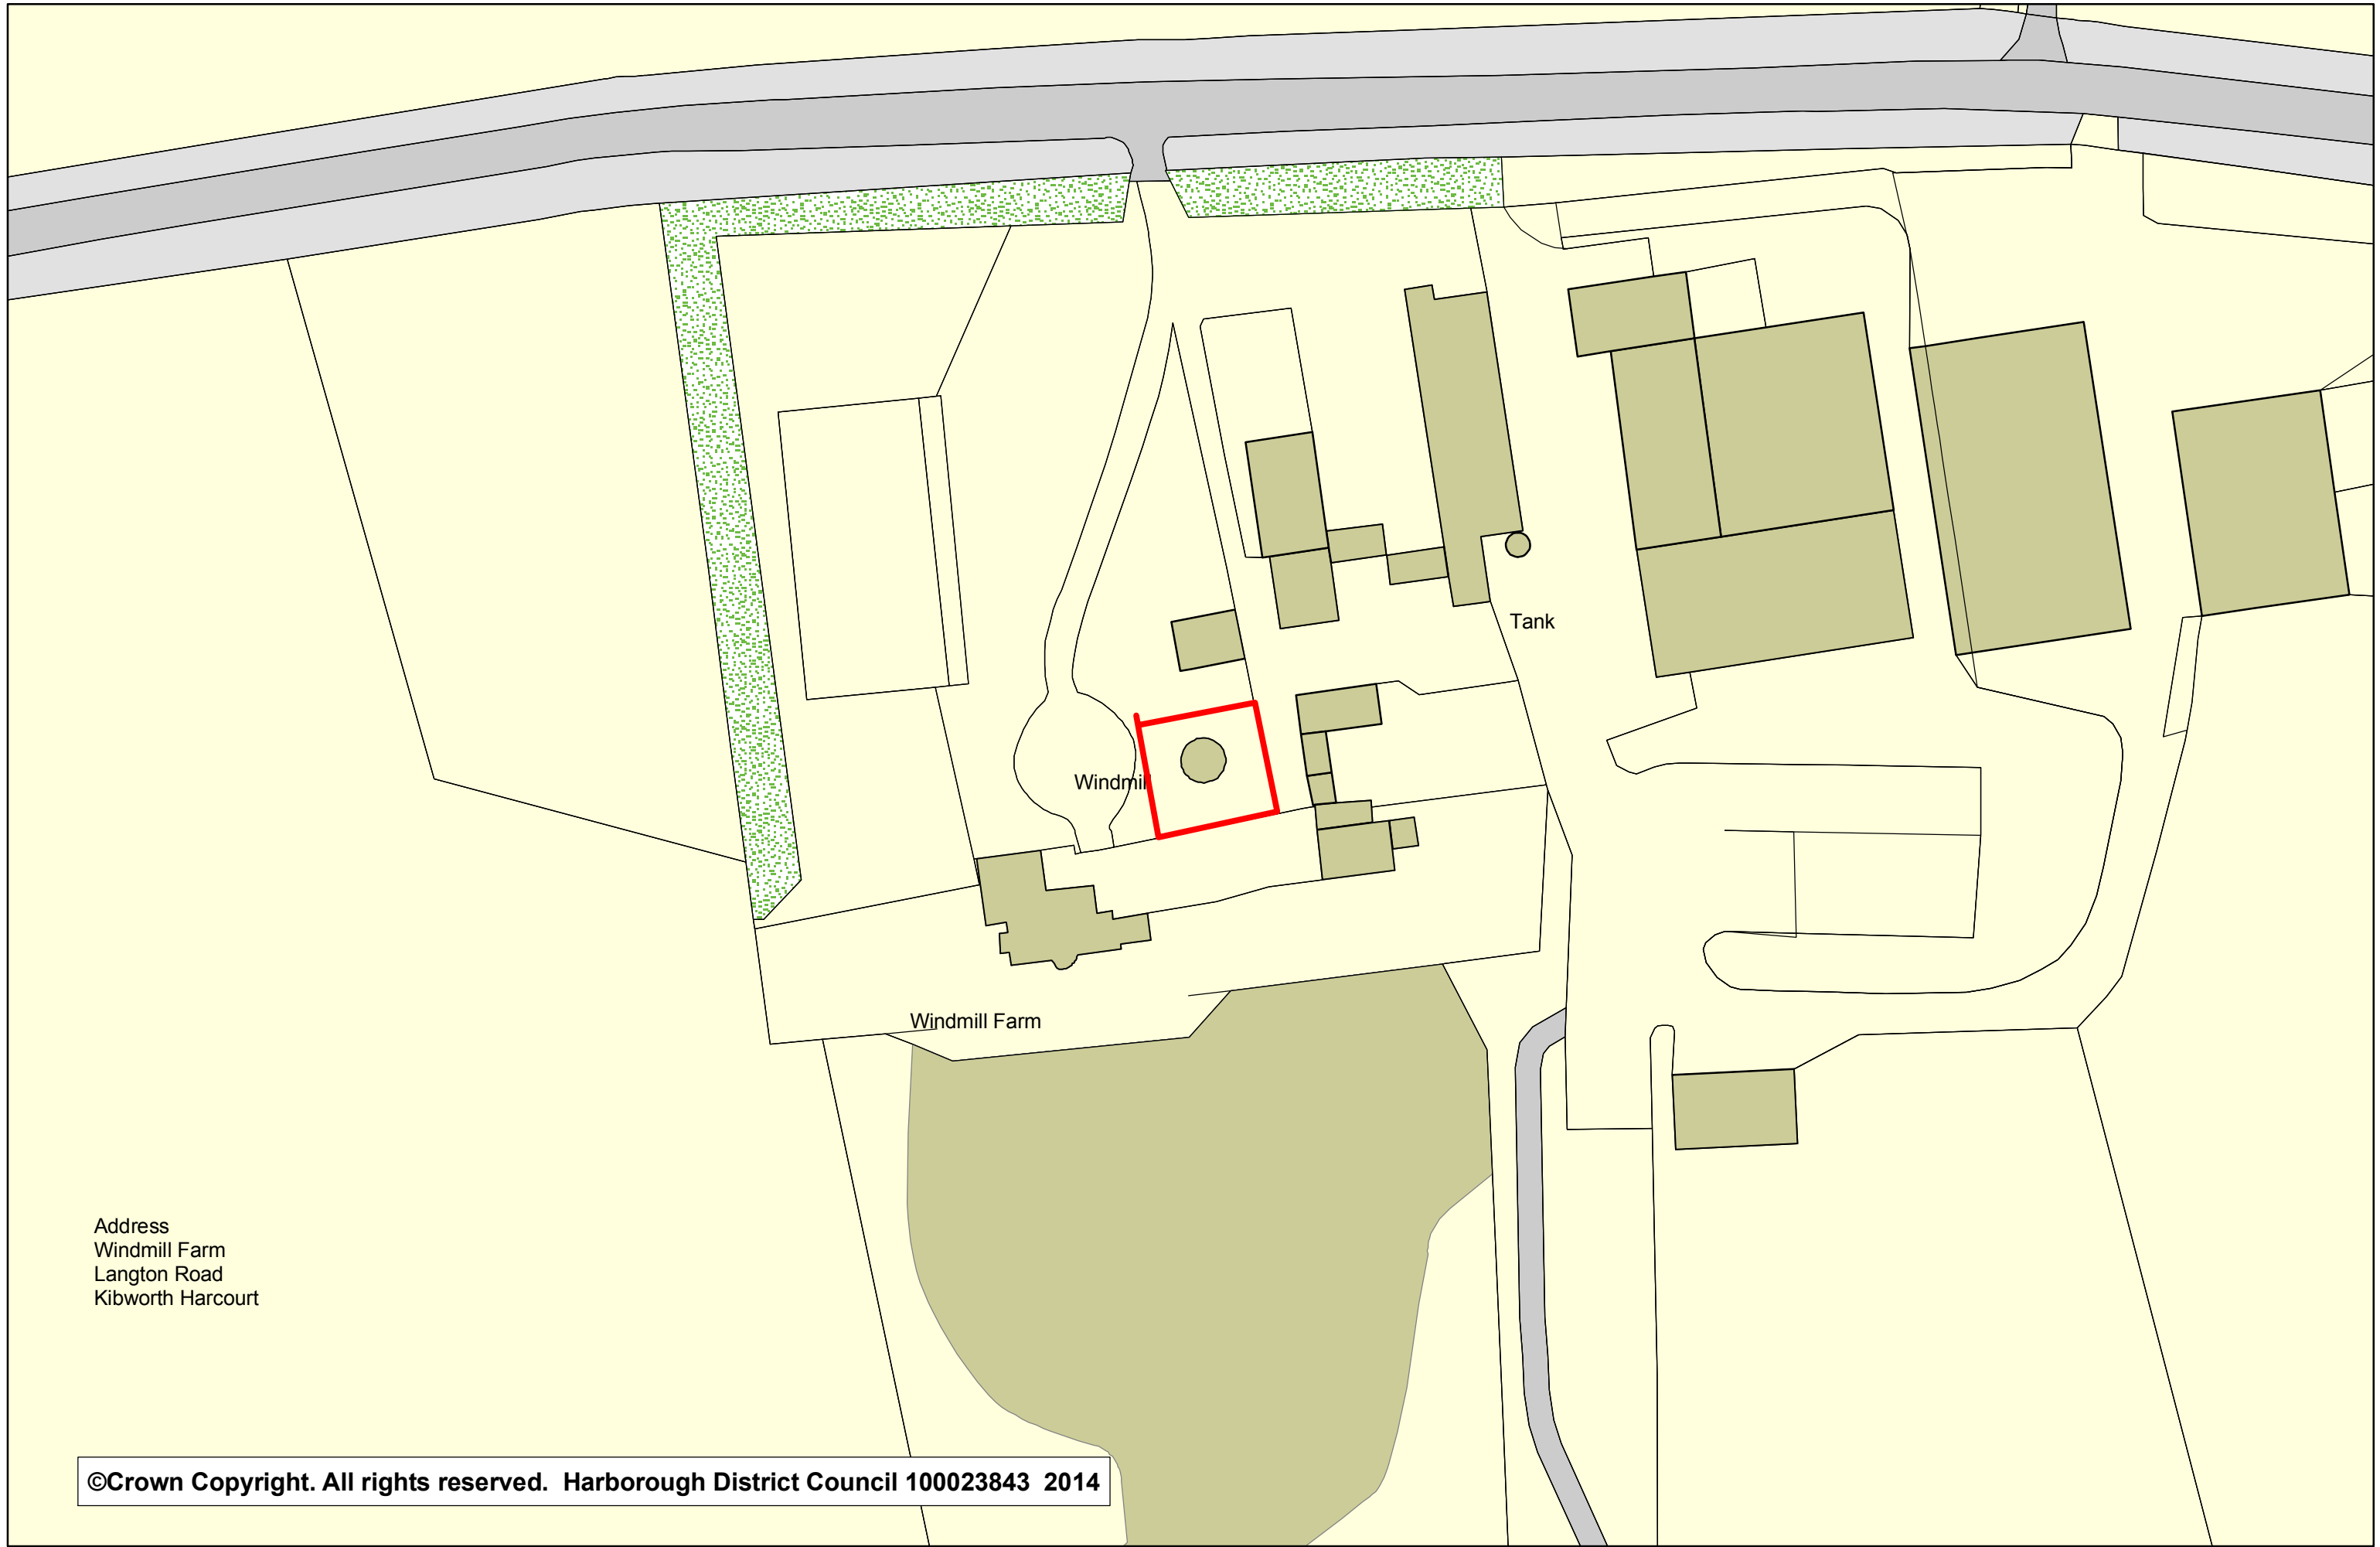 Tank
Windmill
Windmill Farm
Address
Windmill Farm
Langton Road
Kibworth Harcourt
©Crown Copyright. All rights reserved.  Harborough District Council 100023843  2014